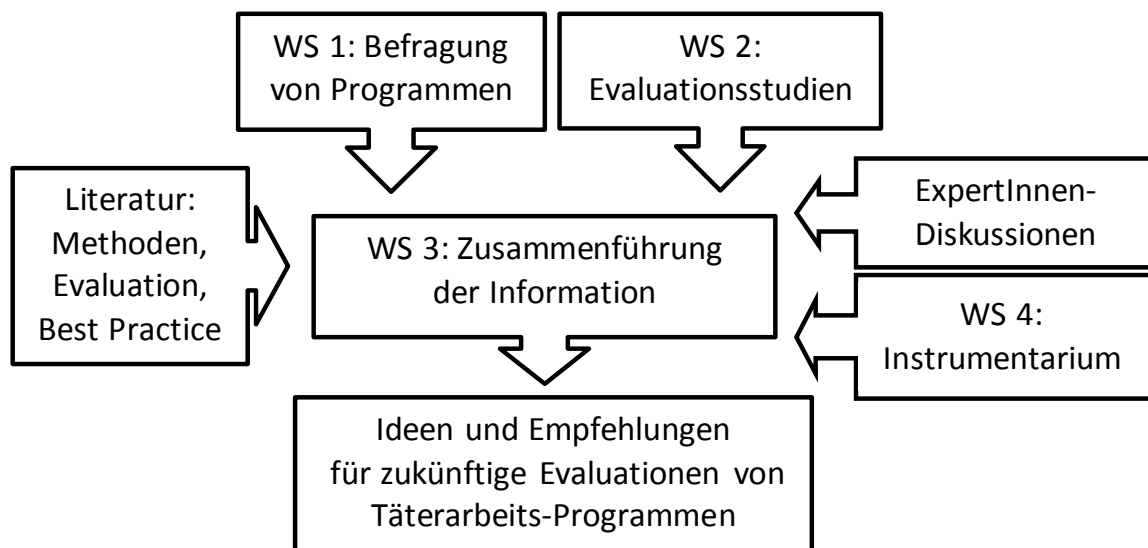 WS 1: Befragung
von Programmen
WS 2:
Evaluationsstudien
Literatur:
Methoden,
Evaluation,
Best Practice
WS 3: Zusammenführung
der Information
ExpertInnen-
Diskussionen
WS 4:
Instrumentarium
Ideen und Empfehlungen
für zukünftige Evaluationen von
Täterarbeits-Programmen